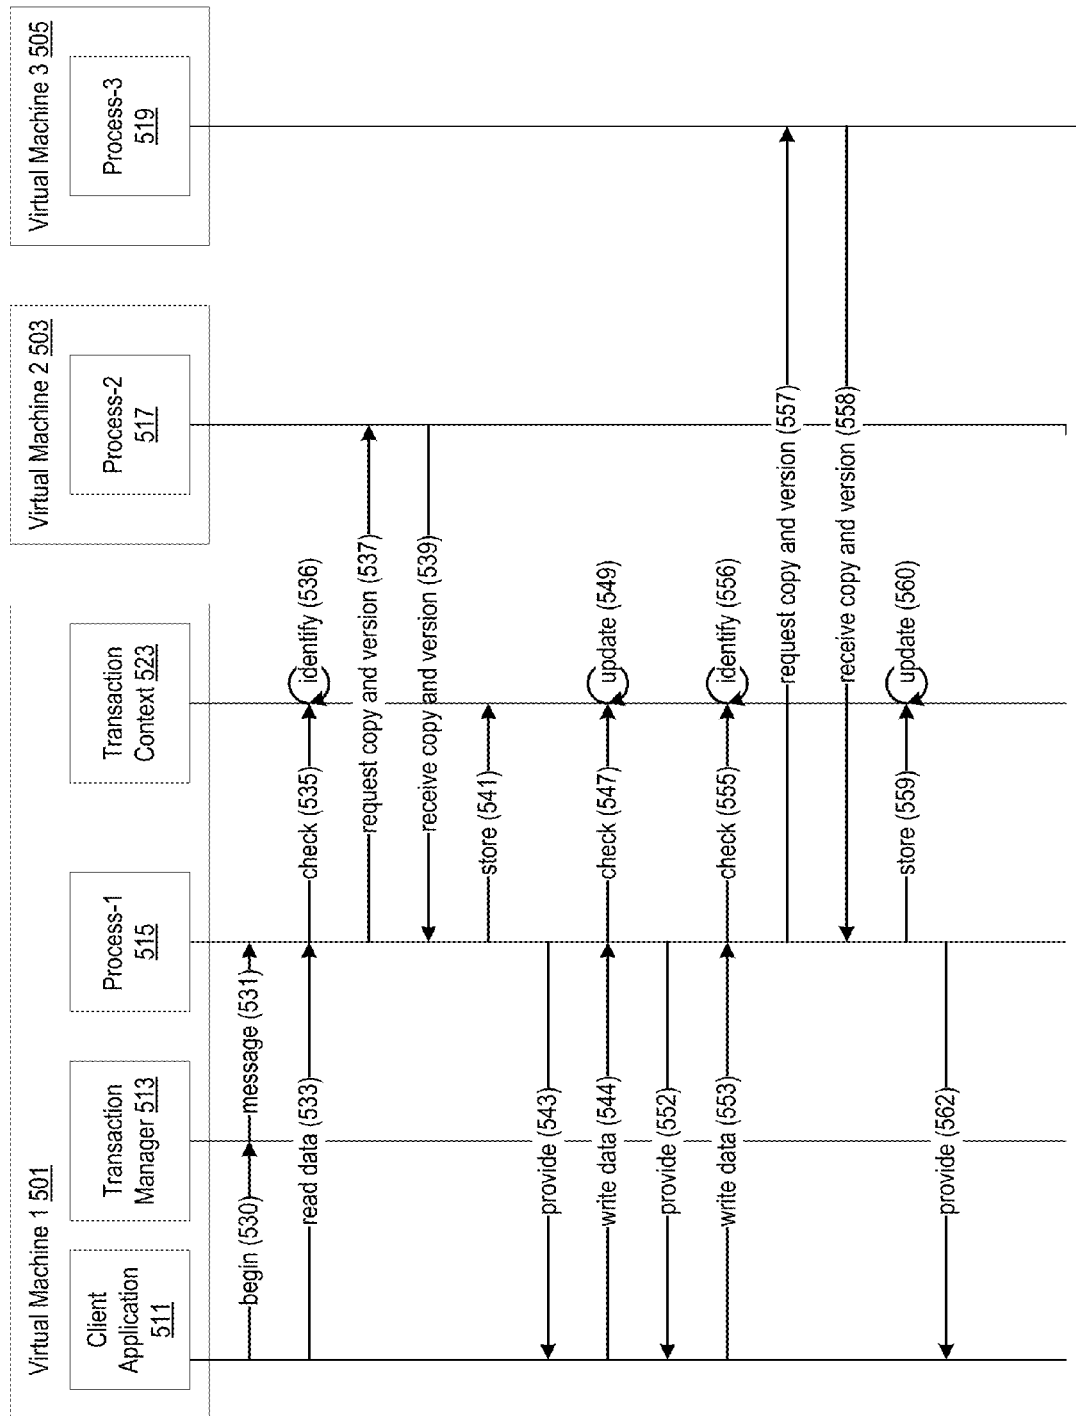 Virtual Machine 1 501
Client
Application
511
Transaction
Manager 513
Process-1
515
Transaction
Context 523
Virtual Machine 2 503
Process-2
517
Virtual Machine 3 505
Process-3
519
begin (530)
message (531)
read data (533)
check (535)
identify (536)
request copy and version (537)
receive copy and version (539)
store (541)
provide (543)
write data (544)
check (547)
update (549)
provide (552)
write data (553)
check (555)
identify (556)
request copy and version (557)
receive copy and version (558)
store (559)
update (560)
provide (562)